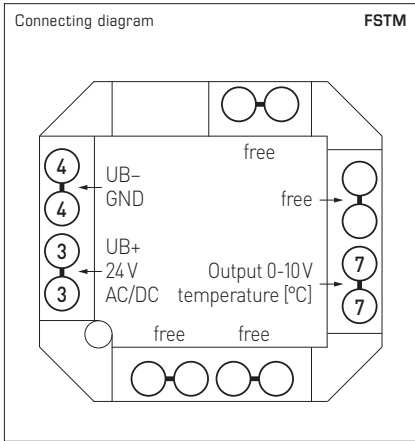 Connecting diagram FSTM
free
4 UB– free
4 GND
3 UB+ 7
24 V Output 0-10 V
3 AC/DC temperature [°C] 7
free free